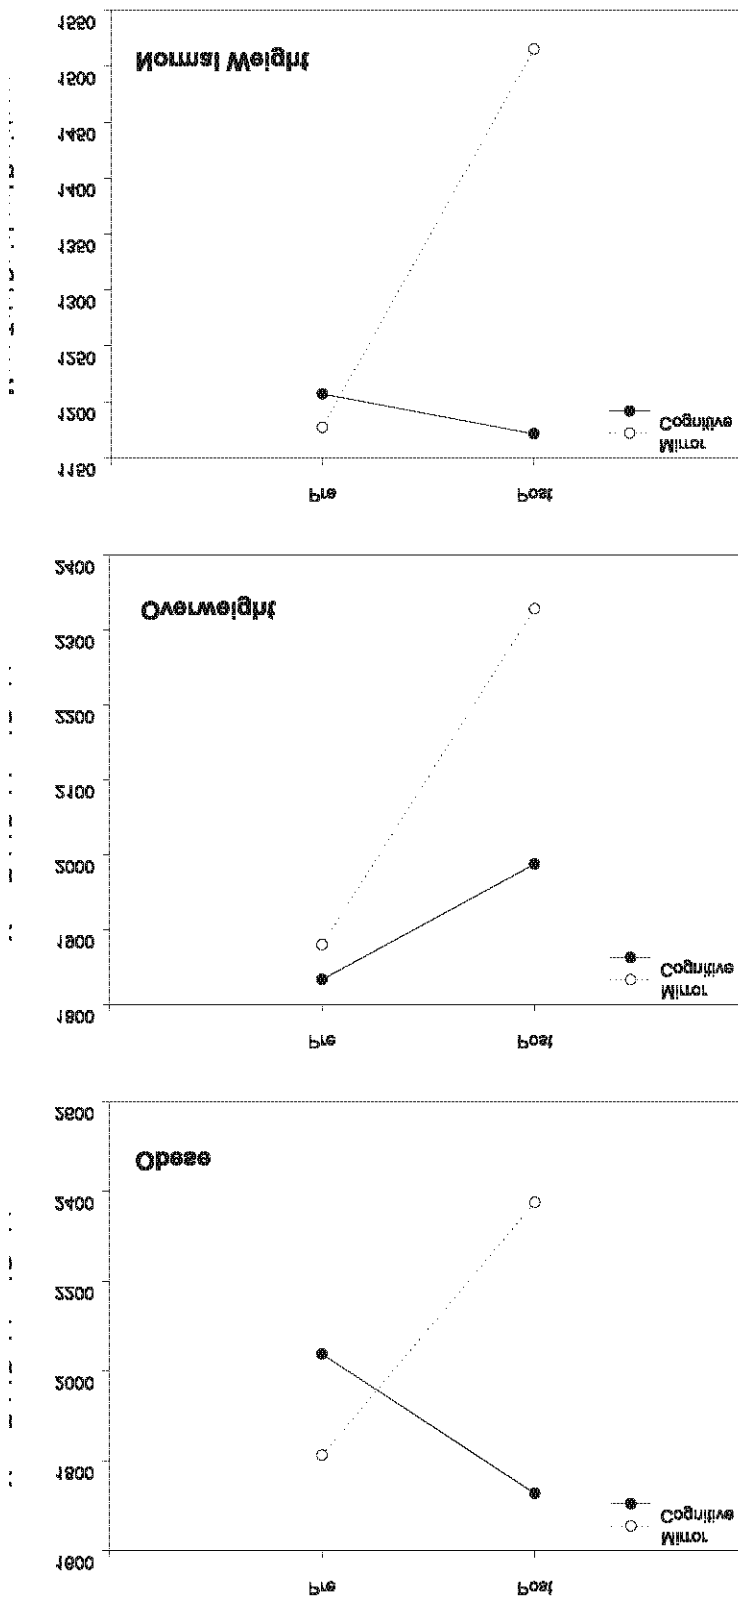 1550
Normal Weight
1500
1450
1400
1350
1300
1250
1200
Cognitive
Mirror
1150
Pre Post
2400
Overweight
2300
2200
2100
2000
1900
Cognitive
Mirror
1800
Pre Post
2600
Obese
2400
2200
2000
1800
Cognitive
Mirror
1600
Pre Post